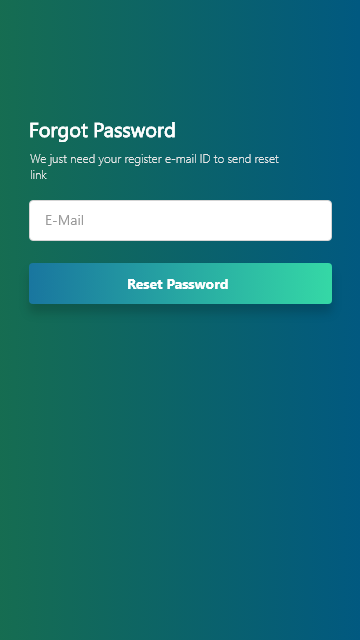 Forgot Password
We just need your register e-mail ID to send reset
link
E-Mail
Reset Password